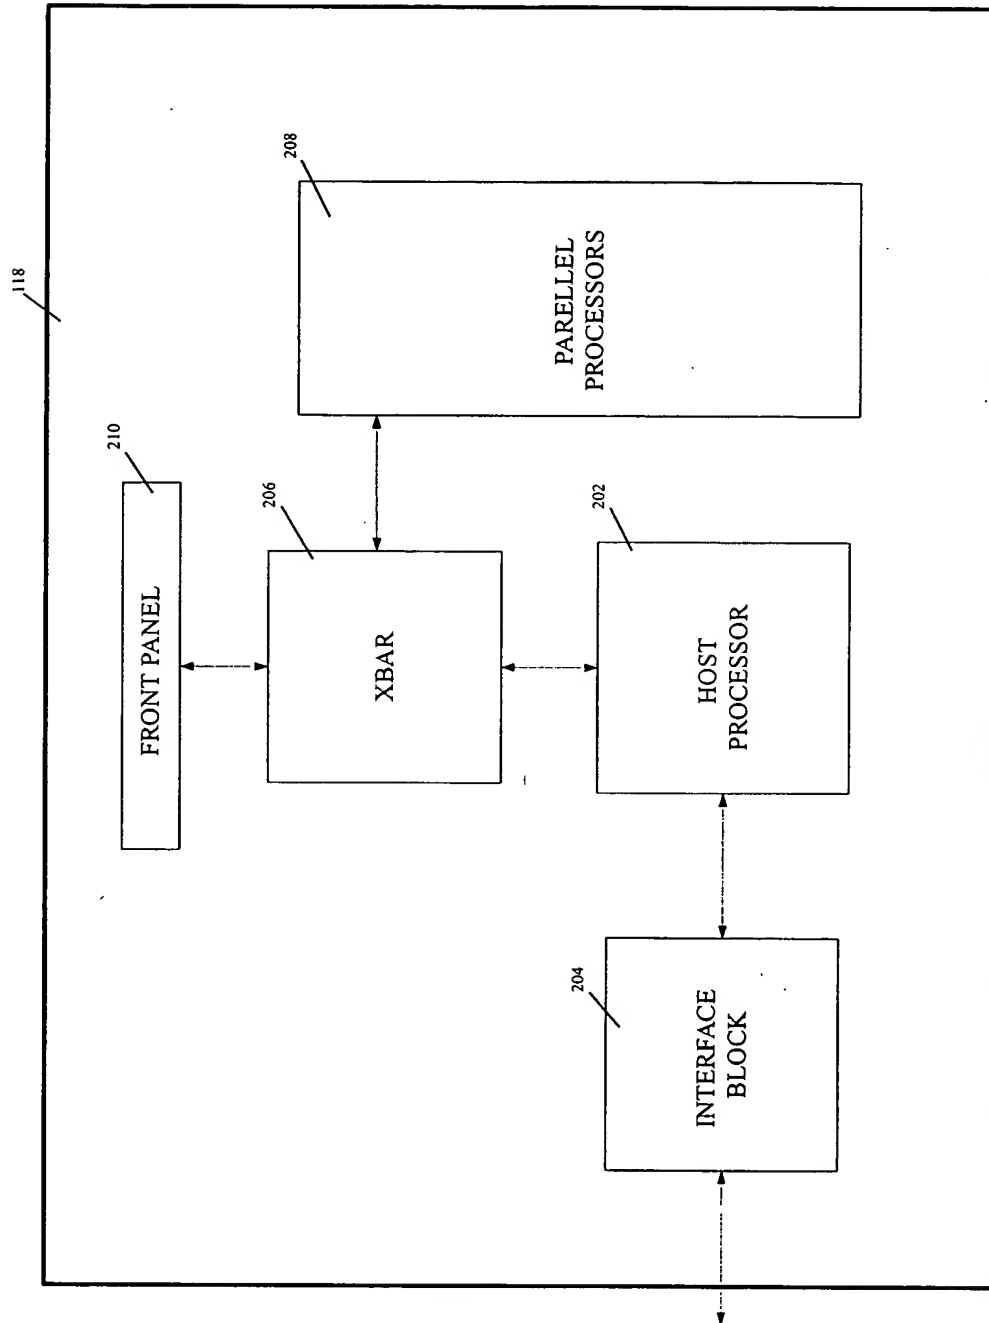 118
210
FRONT PANEL
208
PARELLEL
PROCESSORS
206
XBAR
202
HOST
PROCESSOR
204
INTERFACE
BLOCK